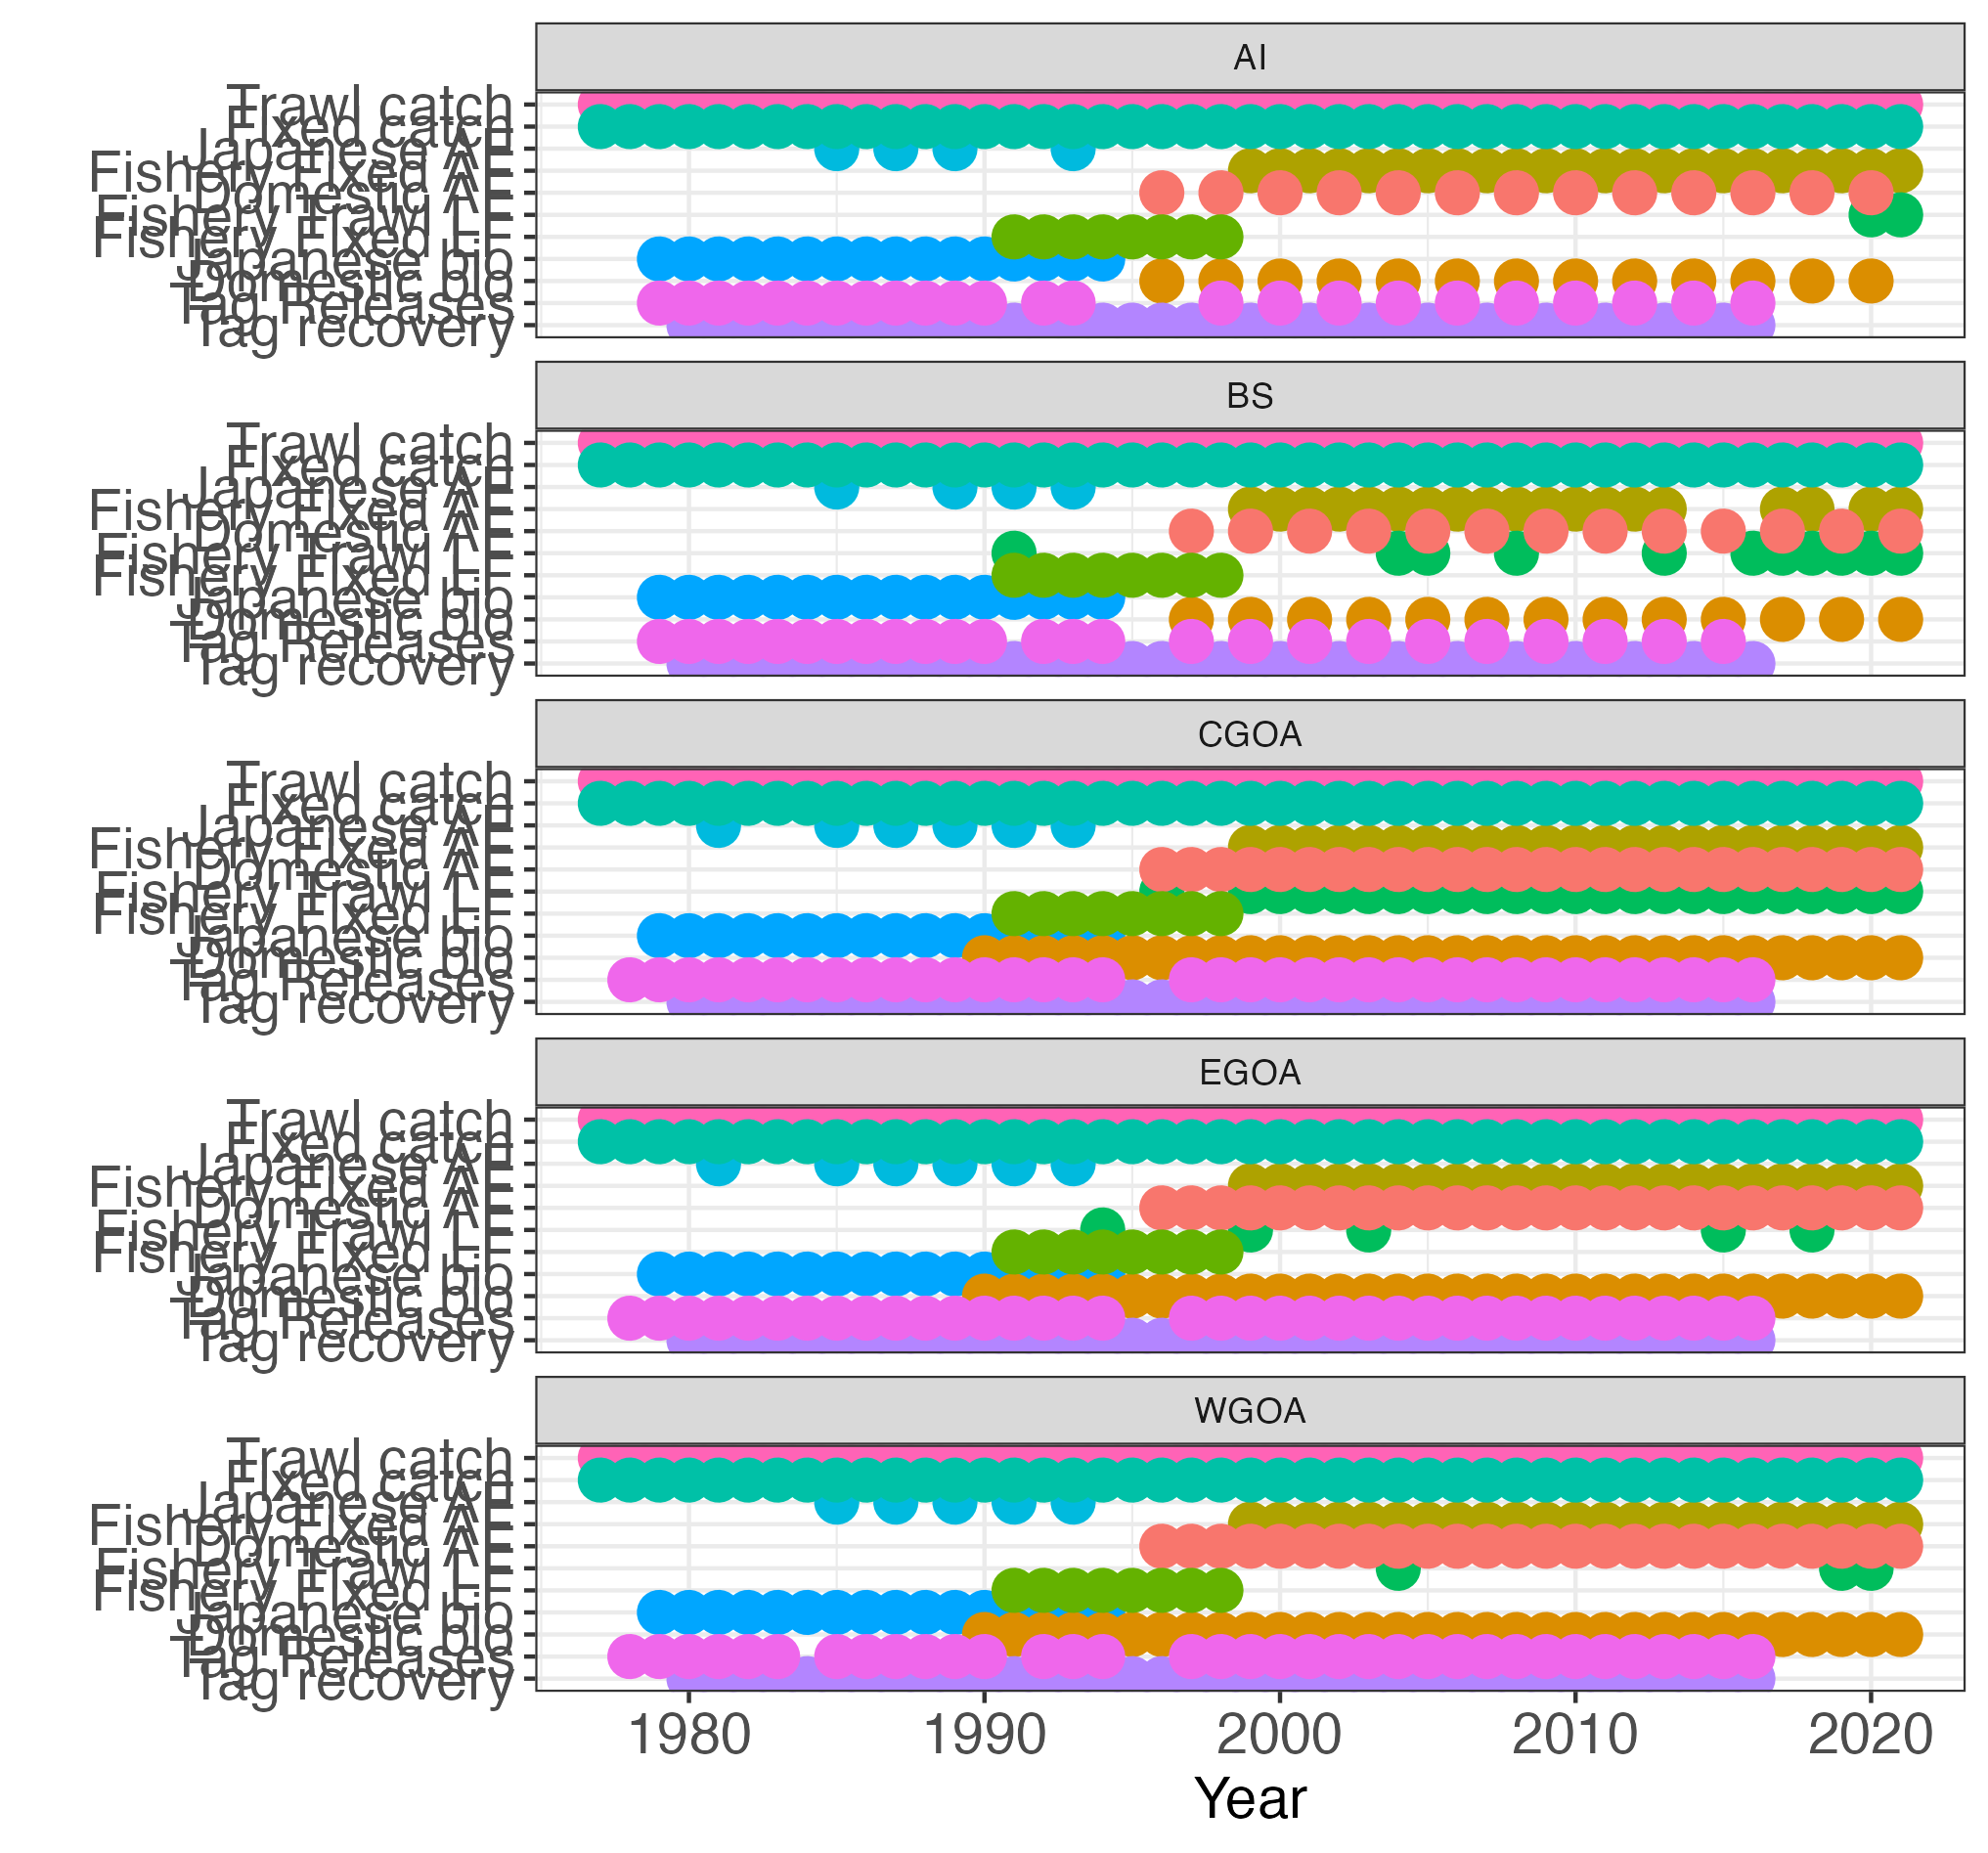 AI
Trawl catch
Fixed catch
Japanese AF
Fishery Fixed AF
Domestic AF
Fishery Trawl LF
Fishery Fixed LF
Japanese bio
Domestic bio
Tag Releases
Tag recovery
BS
Trawl catch
Fixed catch
Japanese AF
Fishery Fixed AF
Domestic AF
Fishery Trawl LF
Fishery Fixed LF
Japanese bio
Domestic bio
Tag Releases
Tag recovery
CGOA
Trawl catch
Fixed catch
Japanese AF
Fishery Fixed AF
Domestic AF
Fishery Trawl LF
Fishery Fixed LF
Japanese bio
Domestic bio
Tag Releases
Tag recovery
EGOA
Trawl catch
Fixed catch
Japanese AF
Fishery Fixed AF
Domestic AF
Fishery Trawl LF
Fishery Fixed LF
Japanese bio
Domestic bio
Tag Releases
Tag recovery
WGOA
Trawl catch
Fixed catch
Japanese AF
Fishery Fixed AF
Domestic AF
Fishery Trawl LF
Fishery Fixed LF
Japanese bio
Domestic bio
Tag Releases
Tag recovery
1980 1990 2000 2010 2020
Year